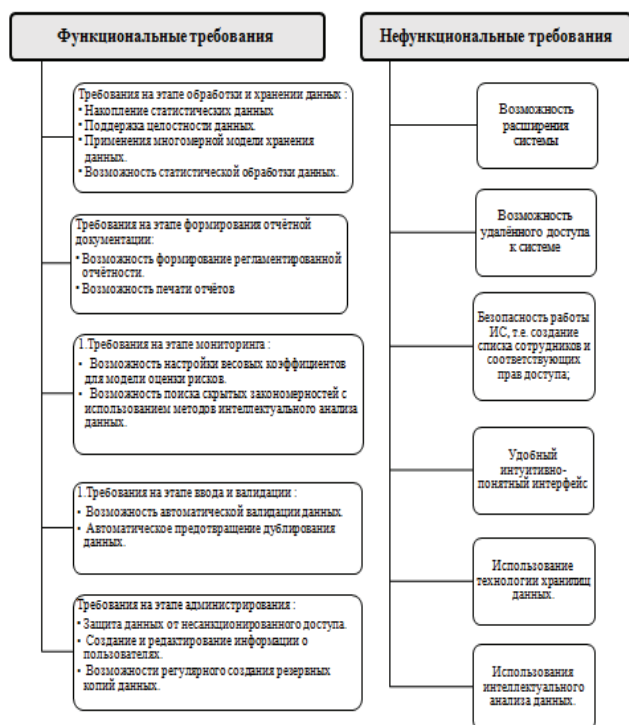 Функциональные требования
Требования на этапе обработки и хранении данных :
• Накопление статистических данных
• Поддержка целостности данных.
• Применения многомерной модели хранения
данных.
• Возможность статистической обработки данных.
Требования на этапе формирования отчётной
документации:
• Возможность формирование регламентированной
отчётности.
• Возможность печати отчётов
1.Требования на этапе мониторинга :
• Возможность настройки весовых коэффициентов
для модели оценки рисков.
• Возможность поиска скрытых закономерностей с
использованием методов интеллектуального анализа
данных.
1.Требования на этапе ввода и валидации :
• Возможность автоматической валидации данных.
• Автоматическое предотвращение дублирования
данных.
Требования на этапе администрирования :
• Защита данных от несанкционированного доступа.
• Создание и редактирование информации о
пользователях.
• Возможности регулярного создания резервных
копий данных.
Нефункциональные требования
Возможность
расширения
системы
Возможность
удалённого доступа
к системе
Безопасность работы
ИС, т.е. создание
списка сотрудников и
соответствующих
прав доступа;
Удобный
интуитивно-
понятный интерфейс
Использование
технологии хранилищ
данных.
Использования
интеллектуального
анализа данных.